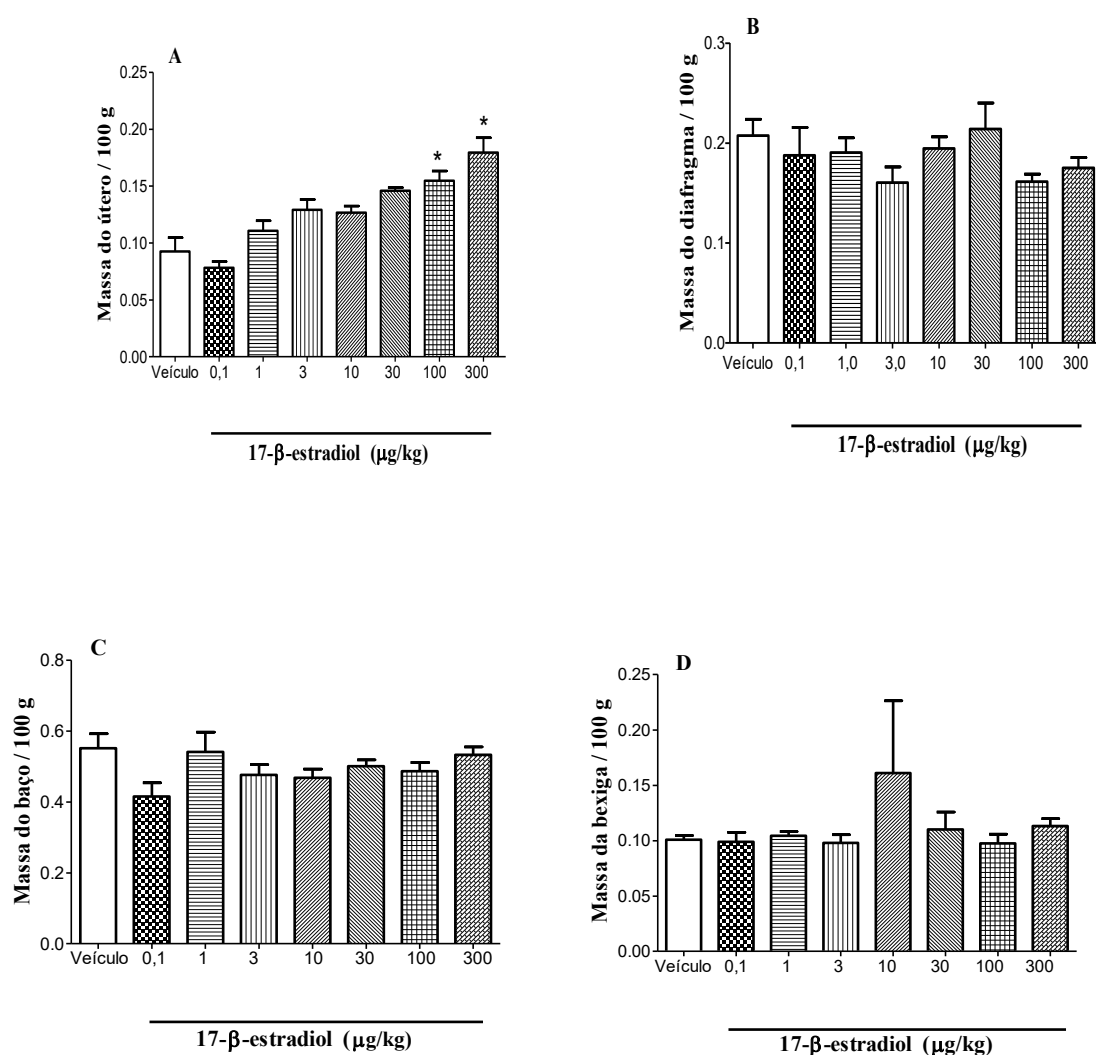 A
Massa do útero / 100 g
0.25
0.20
0.15
0.10
0.05
0.00
* *
Veículo 0,1 1 3 10 30 100 300
17-β-estradiol (μg/kg)
B
Massa do diafragma / 100 g
0.3
0.2
0.1
0.0
Veículo 0,1 1,0 3,0 10 30 100 300
17-β-estradiol (μg/kg)
C
Massa do baço / 100 g
0.8
0.6
0.4
0.2
0.0
Veículo 0,1 1 3 10 30 100 300
17-β-estradiol (μg/kg)
D
Massa da bexiga / 100 g
0.25
0.20
0.15
0.10
0.05
0.00
Veículo 0,1 1 3 10 30 100 300
17-β-estradiol (μg/kg)